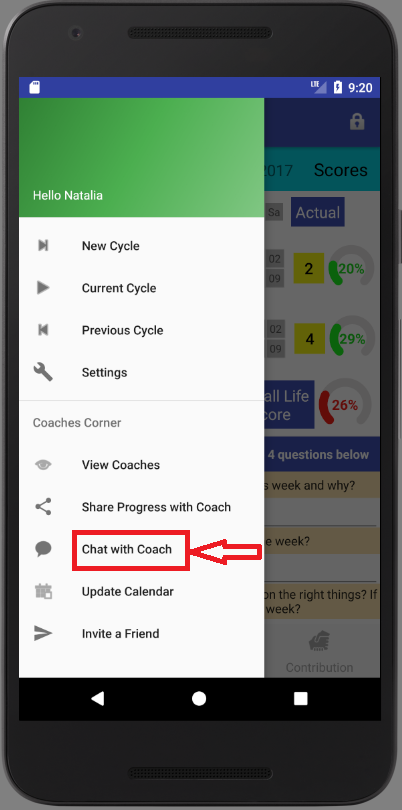 LTE 9:20
2017 Scores
Hello Natalia
Sa Actual
New Cycle
02
Current Cycle
09
2
20%
Previous Cycle
02
09
4
29%
Settings
all Life
core
26%
Coaches Corner
4 questions below
View Coaches
s week and why?
Share Progress with Coach
Chat with Coach
e week?
Update Calendar
on the right things? If
week?
Invite a Friend
Contribution